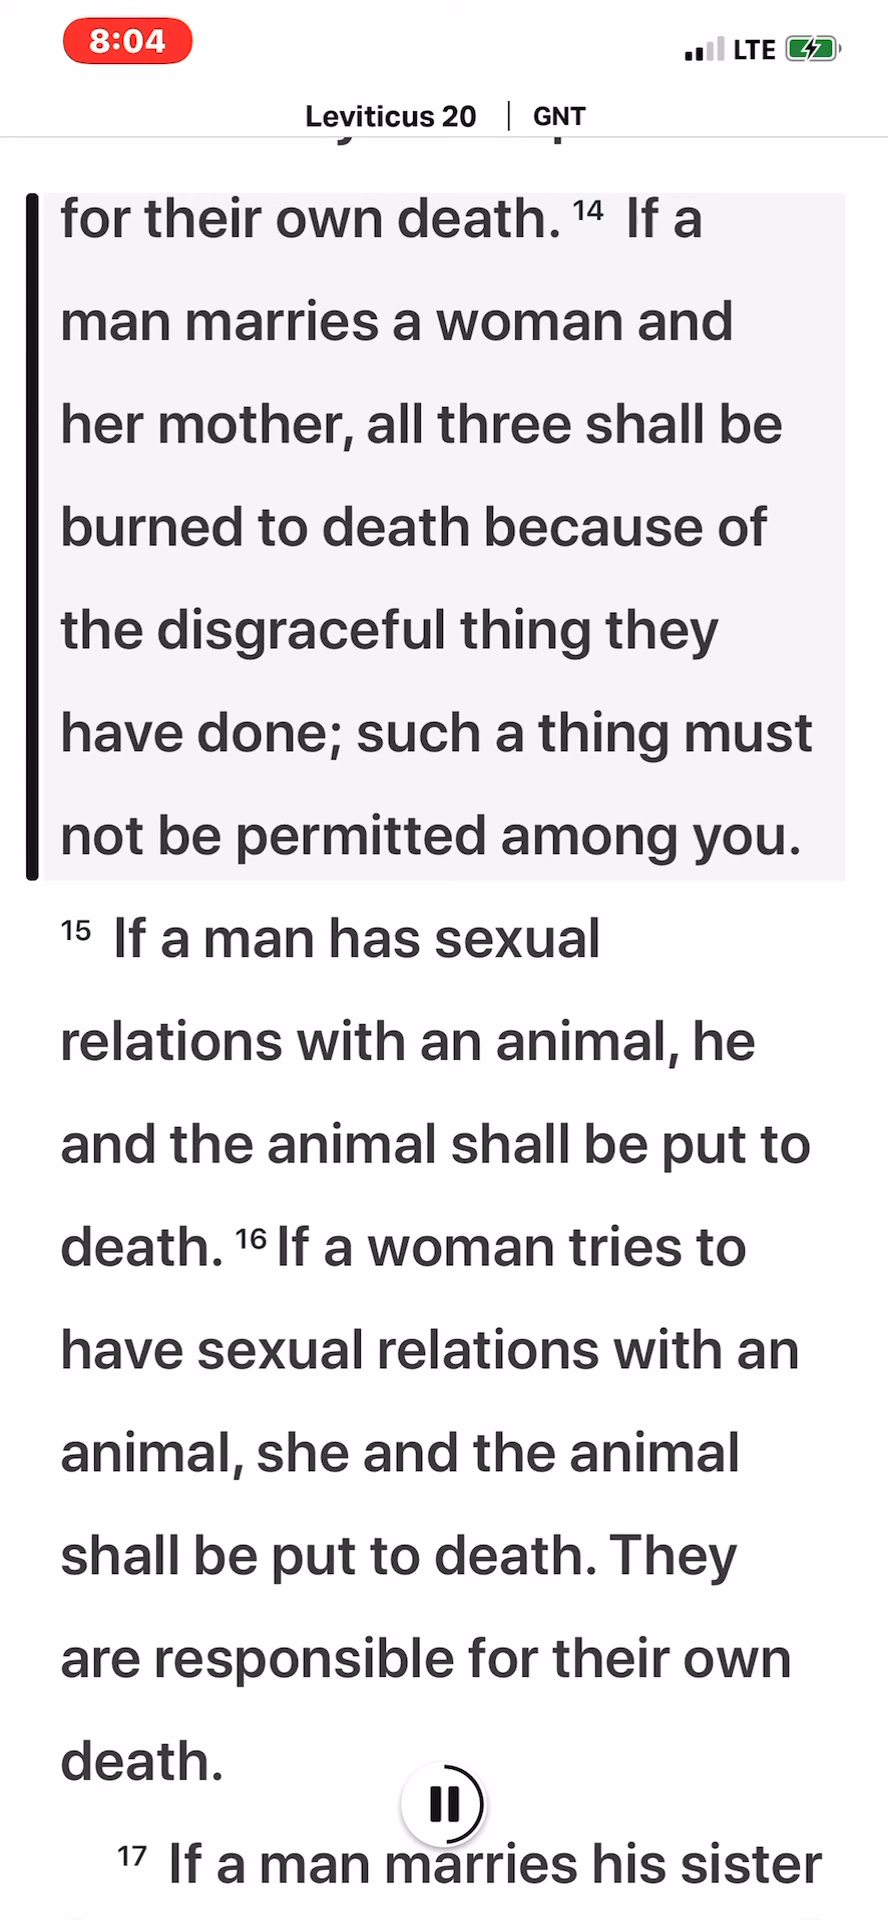 8:04
LTE
Leviticus 20 | GNT
for their own death. 14 If a
man marries a woman and
her mother, all three shall be
burned to death because of
the disgraceful thing they
have done; such a thing must
not be permitted among you.
15 If a man has sexual
relations with an animal, he
and the animal shall be put to
death. 16 If a woman tries to
have sexual relations with an
animal, she and the animal
shall be put to death. They
are responsible for their own
death.
17 If a man marries his sister